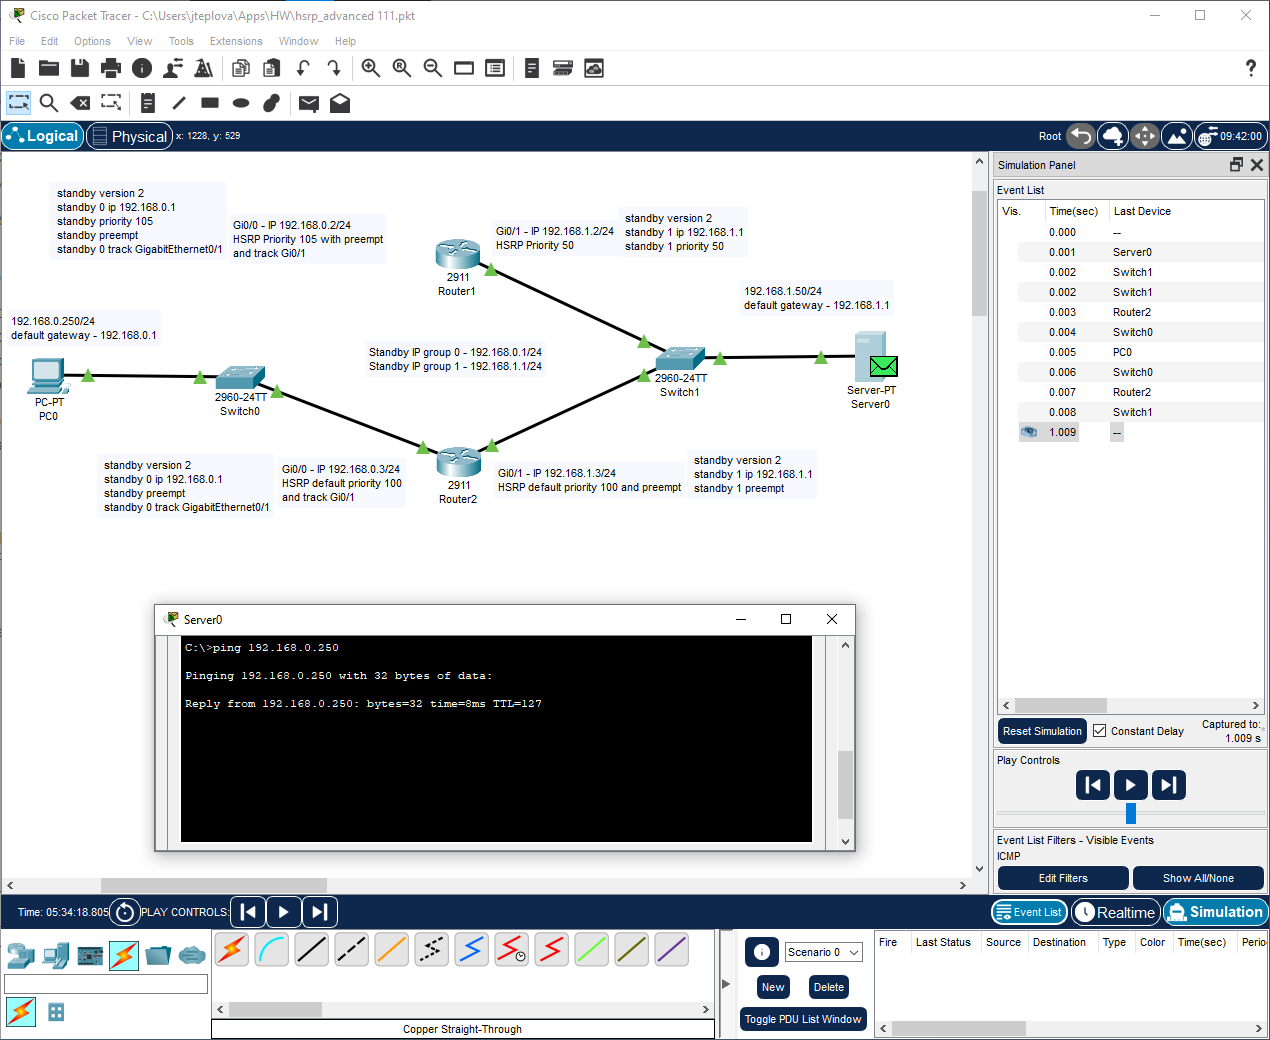 Cisco Packet Tracer - C:\Users\jteplova\Apps\HW\hsrp_advanced 111.pkt
File Edit Options View Tools Extensions Window Help
Logical Physical x: 1228, y: 529
Root 09:42:00
standby version 2
standby 0 ip 192.168.0.1
standby priority 105
standby preempt
standby 0 track GigabitEthernet0/1
Gi0/0 - IP 192.168.0.2/24
HSRP Priority 105 with preempt
and track Gi0/1
Gi0/1 - IP 192.168.1.2/24
HSRP Priority 50
standby version 2
standby 1 ip 192.168.1.1
standby 1 priority 50
2911
Router1
192.168.1.50/24
default gateway - 192.168.1.1
192.168.0.250/24
default gateway - 192.168.0.1
Standby IP group 0 - 192.168.0.1/24
Standby IP group 1 - 192.168.1.1/24
PC-PT
PC0
2960-24TT
Switch0
2960-24TT
Switch1
Server-PT
Server0
standby version 2
standby 0 ip 192.168.0.1
standby preempt
standby 0 track GigabitEthernet0/1
Gi0/0 - IP 192.168.0.3/24
HSRP default priority 100
and track Gi0/1
2911
Router2
Gi0/1 - IP 192.168.1.3/24
HSRP default priority 100 and preempt
standby version 2
standby 1 ip 192.168.1.1
standby 1 preempt
Server0
C:\>ping 192.168.0.250
Pinging 192.168.0.250 with 32 bytes of data:
Reply from 192.168.0.250: bytes=32 time=8ms TTL=127
Simulation Panel
Event List
Vis. Time(sec) Last Device
0.000 --
0.001 Server0
0.002 Switch1
0.002 Switch1
0.003 Router2
0.004 Switch0
0.005 PC0
0.006 Switch0
0.007 Router2
0.008 Switch1
1.009 --
Reset Simulation Constant Delay Captured to:
1.009 s
Play Controls
Event List Filters - Visible Events
ICMP
Edit Filters Show All/None
Time: 05:34:18.805 PLAY CONTROLS:
Event List Realtime Simulation
Scenario 0
New Delete
Toggle PDU List Window
Fire Last Status Source Destination Type Color Time(sec) Perio
Copper Straight-Through